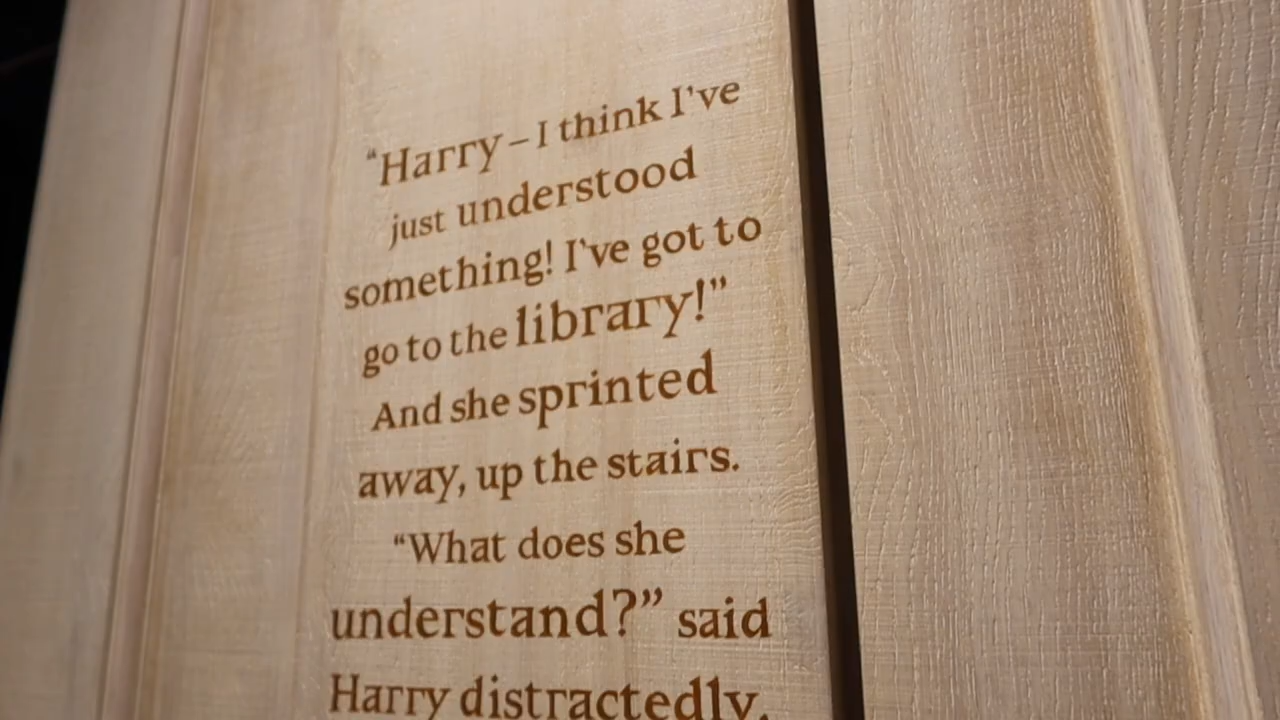 “Harry – I think I’ve
just understood
something! I’ve got to
go to the library!”
And she sprinted
away, up the stairs.
“What does she
understand?” said
Harry distractedly,